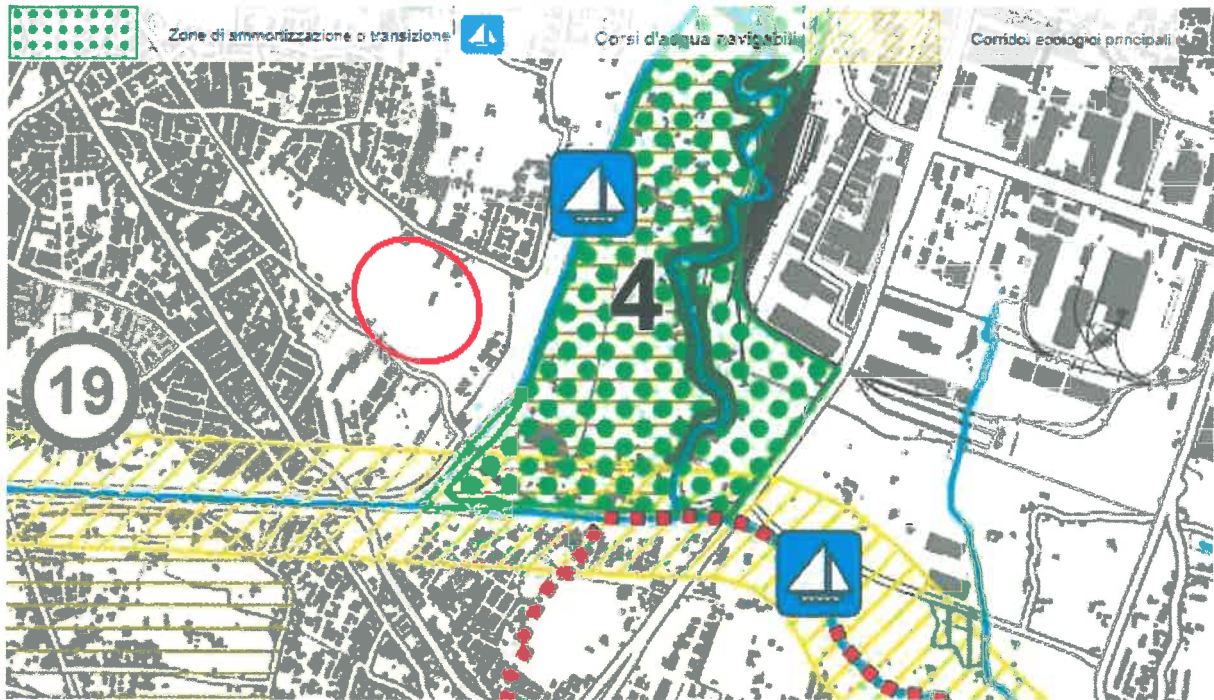 Zone di ammortizzazione o transizione
Corsi d'acqua navigabili
Corridoi ecologici principali
4
19